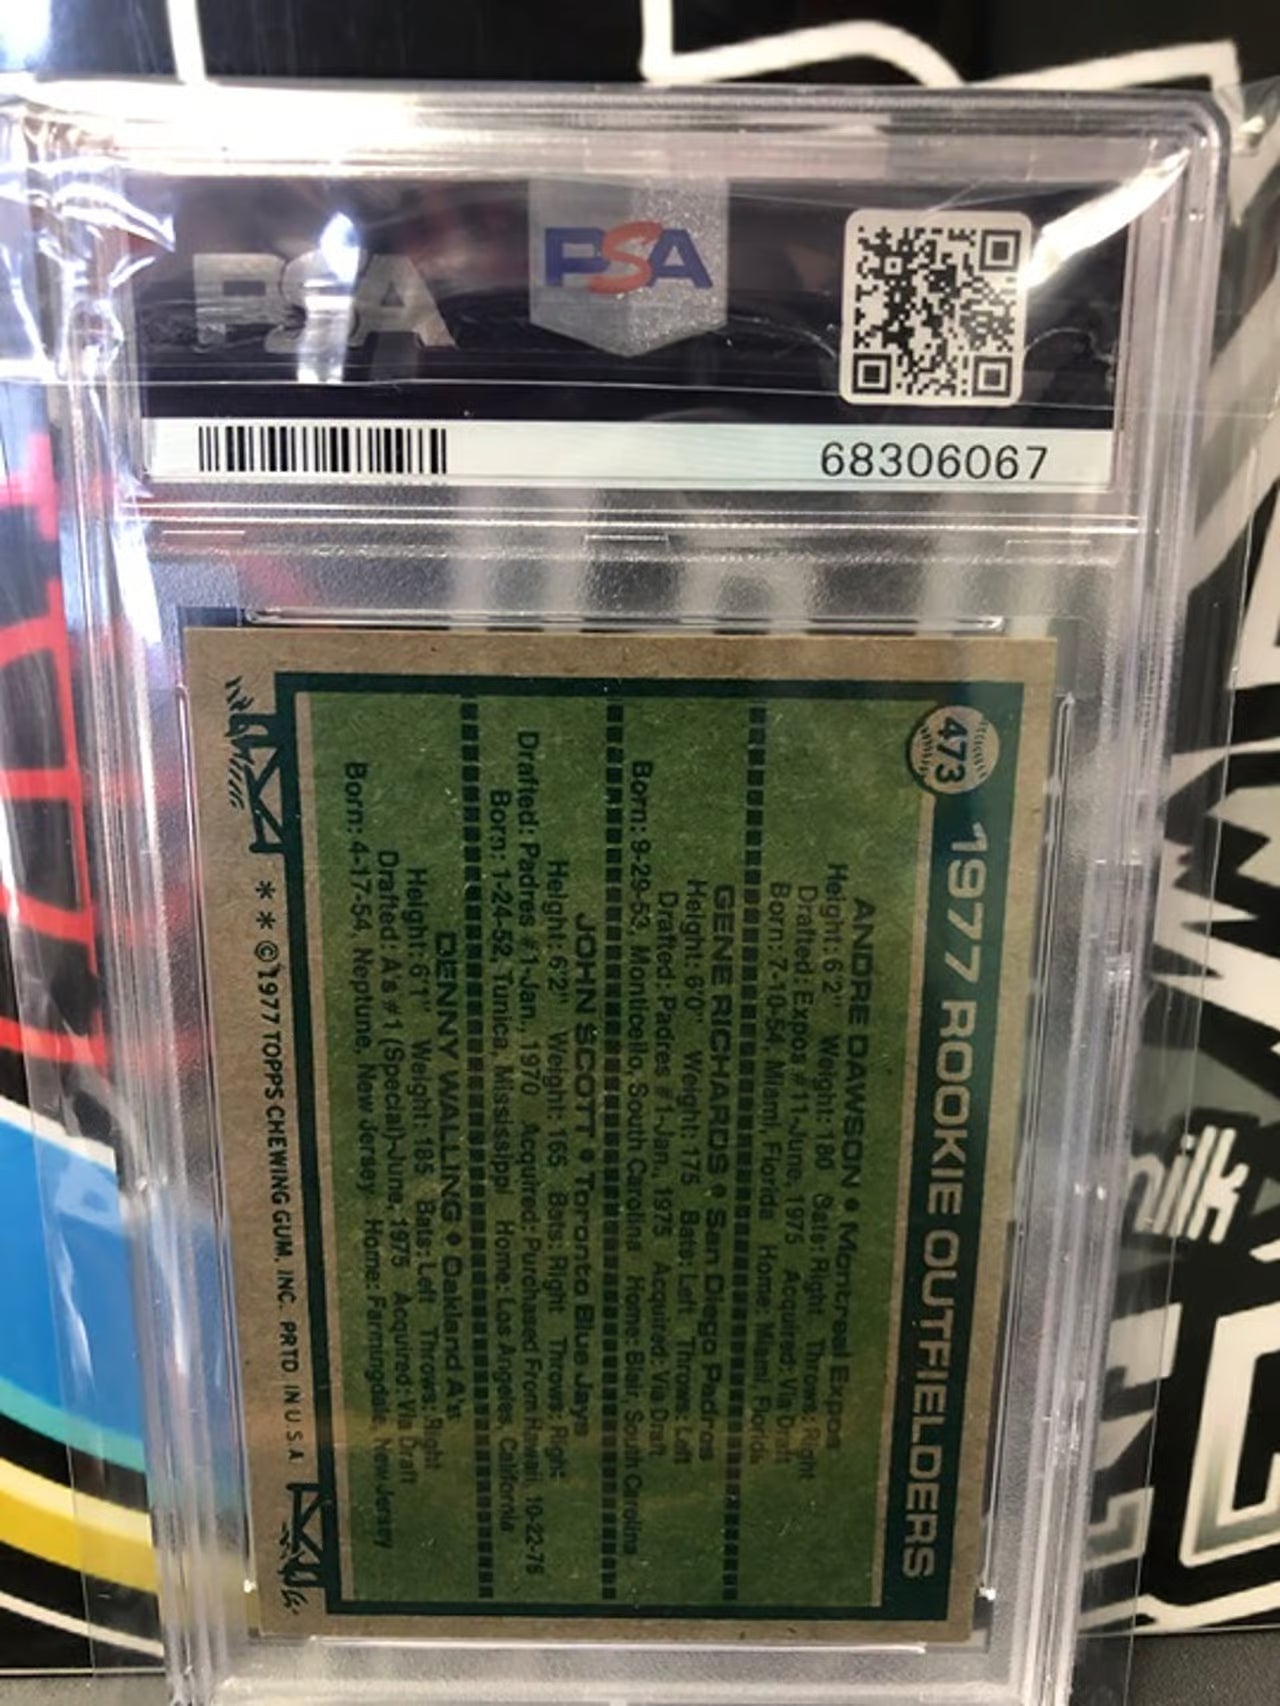 PSA
PSA
68306067
473
1977 ROOKIE OUTFIELDERS
ANDRE DAWSON • Montreal Expos
Height: 6'2" Weight: 180 Bats: Right Throws: Right
Drafted: Expos #11-June, 1975 Acquired: Via Draft
Born: 7-10-54, Miami, Florida Home: Miami, Florida
GENE RICHARDS • San Diego Padres
Height: 6'0" Weight: 175 Bats: Left Throws: Left
Drafted: Padres #1-Jan., 1975 Acquired: Via Draft
Born: 9-29-53, Monticello, South Carolina Home: Blair, South Carolina
JOHN SCOTT • Toronto Blue Jays
Height: 6'2" Weight: 165 Bats: Right Throws: Right
Drafted: Padres #1-Jan., 1970 Acquired: Purchased From Hawaii, 10-22-76
Born: 1-24-52, Tunica, Mississippi Home: Los Angeles, California
DENNY WALLING • Oakland A's
Height: 6'1" Weight: 185 Bats: Left Throws: Right
Drafted: A's #1 (Special)-June, 1975 Acquired: Via Draft
Born: 4-17-54, Neptune, New Jersey Home: Farmingdale, New Jersey
* * ©1977 TOPPS CHEWING GUM, INC. PRTD. IN U S A
milk